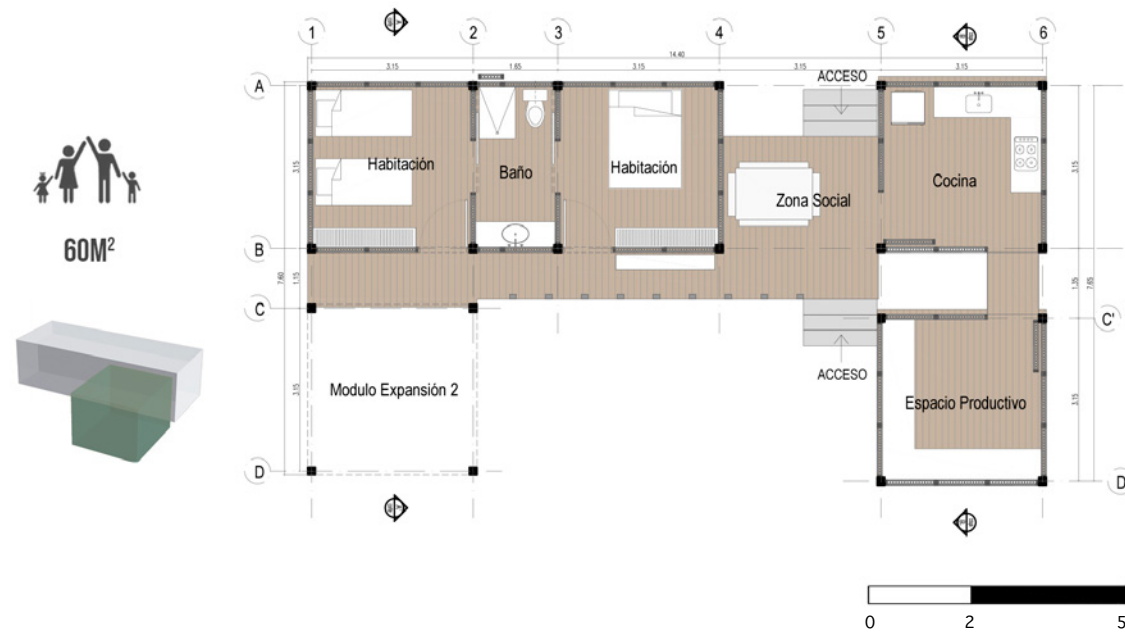 1
2
3
4
5
6
14.40
3.15
1.65
3.15
3.15
3.15
A
ACCESO
3.15
Habitación
Baño
Habitación
Zona Social
Cocina
3.15
60M²
B
7.60
1.15
1.35
7.65
C
C'
ACCESO
3.15
Modulo Expansión 2
Espacio Productivo
3.15
D
D
0
2
5